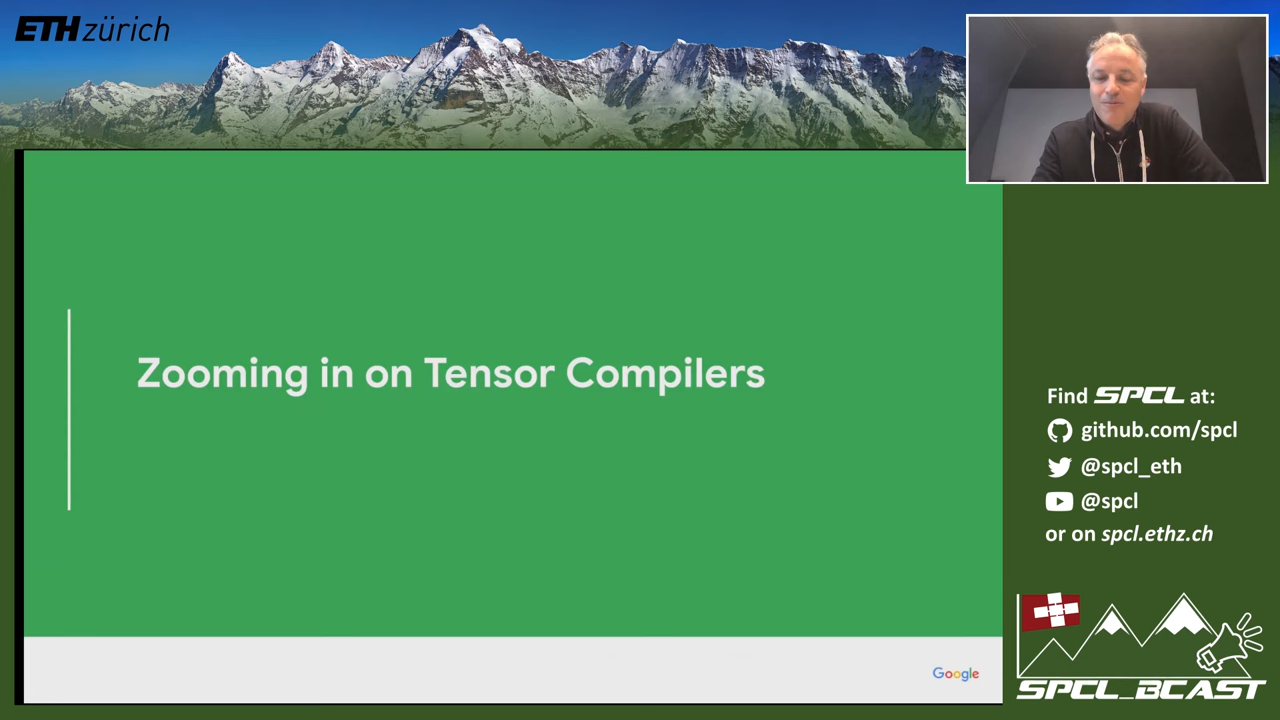 ETH zürich
Zooming in on Tensor Compilers
Google
Find SPCL at:
github.com/spcl
@spcl_eth
@spcl
or on spcl.ethz.ch
SPCL_BCAST